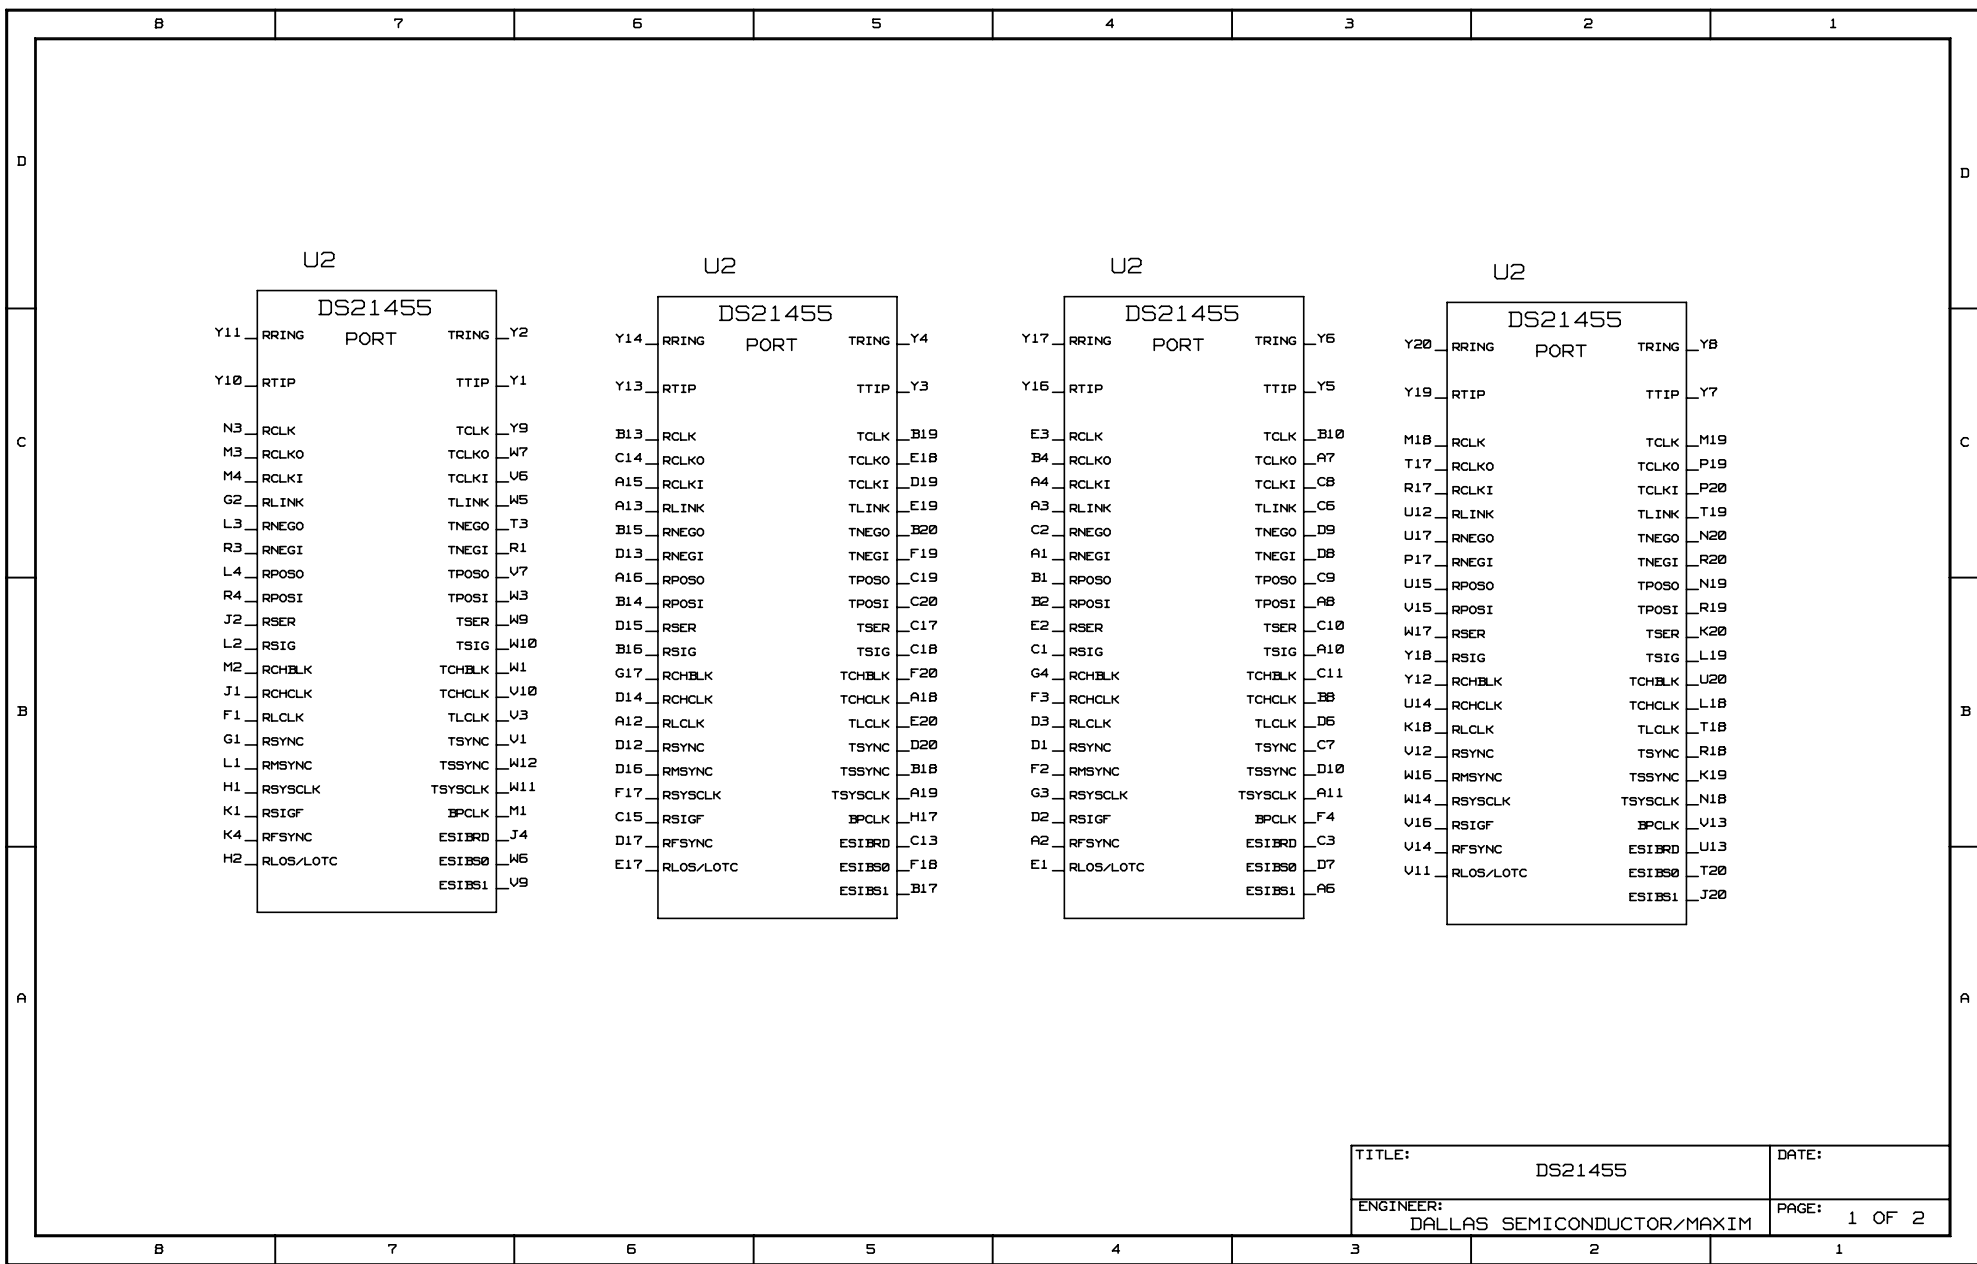 8 7 6 5 4 3 2 1
D D
C C
B B
A A
U2
DS21455
PORT
Y11 RRING TRING Y2
Y10 RTIP TTIP Y1
N3 RCLK TCLK Y9
M3 RCLKO TCLKO W7
M4 RCLKI TCLKI V6
G2 RLINK TLINK W5
L3 RNEGO TNEGO T3
R3 RNEGI TNEGI R1
L4 RPOSO TPOSO V7
R4 RPOSI TPOSI W3
J2 RSER TSER W9
L2 RSIG TSIG W10
M2 RCHBLK TCHBLK W1
J1 RCHCLK TCHCLK V10
F1 RLCLK TLCLK V3
G1 RSYNC TSYNC V1
L1 RMSYNC TSSYNC W12
H1 RSYSCLK TSYSCLK W11
K1 RSIGF BPCLK M1
K4 RFSYNC ESIBRD J4
H2 RLOS/LOTC ESIBS0 W6
ESIBS1 V9
U2
DS21455
PORT
Y14 RRING TRING Y4
Y13 RTIP TTIP Y3
B13 RCLK TCLK B19
C14 RCLKO TCLKO E18
A15 RCLKI TCLKI D19
A13 RLINK TLINK E19
B15 RNEGO TNEGO B20
D13 RNEGI TNEGI F19
A16 RPOSO TPOSO C19
B14 RPOSI TPOSI C20
D15 RSER TSER C17
B16 RSIG TSIG C18
G17 RCHBLK TCHBLK F20
D14 RCHCLK TCHCLK A18
A12 RLCLK TLCLK E20
D12 RSYNC TSYNC D20
D16 RMSYNC TSSYNC B18
F17 RSYSCLK TSYSCLK A19
C15 RSIGF BPCLK H17
D17 RFSYNC ESIBRD C13
E17 RLOS/LOTC ESIBS0 F18
ESIBS1 B17
U2
DS21455
PORT
Y17 RRING TRING Y6
Y16 RTIP TTIP Y5
E3 RCLK TCLK B10
B4 RCLKO TCLKO A7
A4 RCLKI TCLKI C8
A3 RLINK TLINK C6
C2 RNEGO TNEGO D9
A1 RNEGI TNEGI D8
B1 RPOSO TPOSO C9
B2 RPOSI TPOSI A8
E2 RSER TSER C10
C1 RSIG TSIG A10
G4 RCHBLK TCHBLK C11
F3 RCHCLK TCHCLK B8
D3 RLCLK TLCLK D6
D1 RSYNC TSYNC C7
F2 RMSYNC TSSYNC D10
G3 RSYSCLK TSYSCLK A11
D2 RSIGF BPCLK F4
A2 RFSYNC ESIBRD C3
E1 RLOS/LOTC ESIBS0 D7
ESIBS1 A6
U2
DS21455
PORT
Y20 RRING TRING Y8
Y19 RTIP TTIP Y7
M18 RCLK TCLK M19
T17 RCLKO TCLKO P19
R17 RCLKI TCLKI P20
U12 RLINK TLINK T19
U17 RNEGO TNEGO N20
P17 RNEGI TNEGI R20
U15 RPOSO TPOSO N19
V15 RPOSI TPOSI R19
W17 RSER TSER K20
Y18 RSIG TSIG L19
Y12 RCHBLK TCHBLK U20
U14 RCHCLK TCHCLK L18
K18 RLCLK TLCLK T18
V12 RSYNC TSYNC R18
W16 RMSYNC TSSYNC K19
W14 RSYSCLK TSYSCLK N18
V16 RSIGF BPCLK V13
V14 RFSYNC ESIBRD U13
V11 RLOS/LOTC ESIBS0 T20
ESIBS1 J20
TITLE: DS21455
DATE:
ENGINEER: DALLAS SEMICONDUCTOR/MAXIM
PAGE: 1 OF 2
8 7 6 5 4 3 2 1